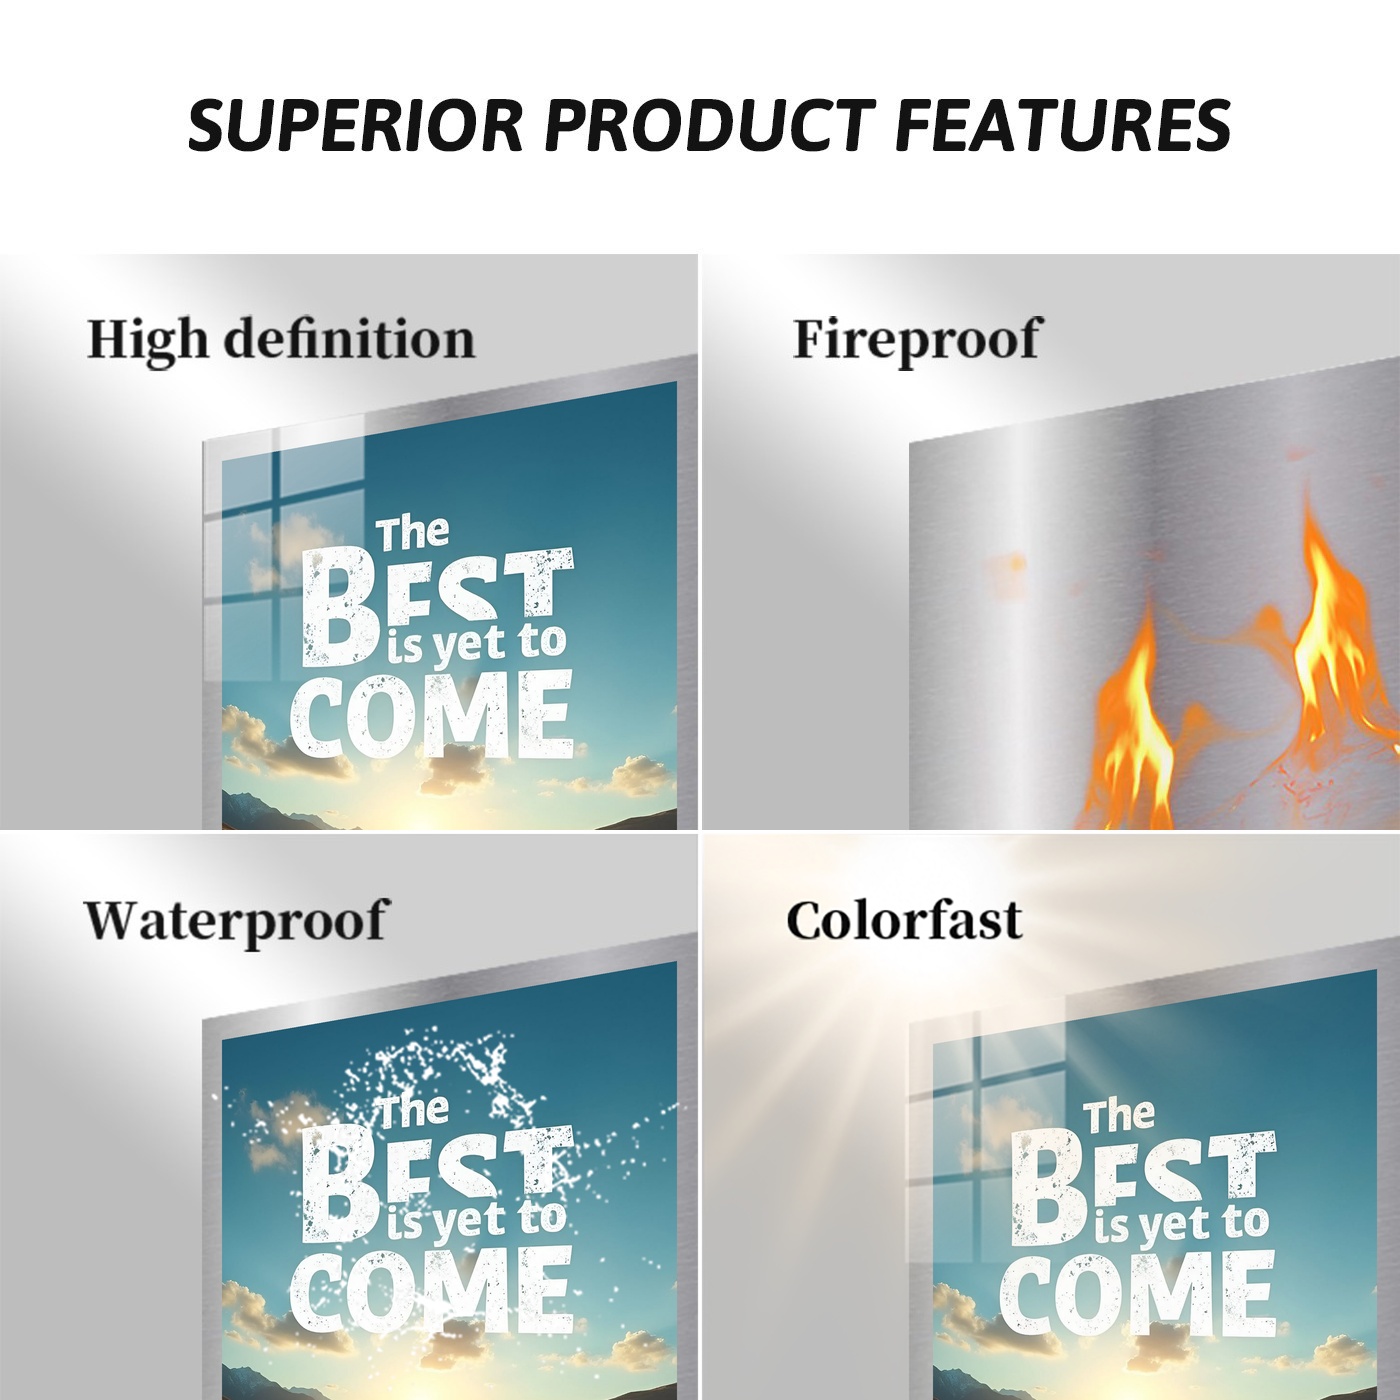 SUPERIOR PRODUCT FEATURES
High definition
The
BEST
is yet to
COME
Fireproof
Waterproof
The
BEST
is yet to
COME
Colorfast
The
BEST
is yet to
COME